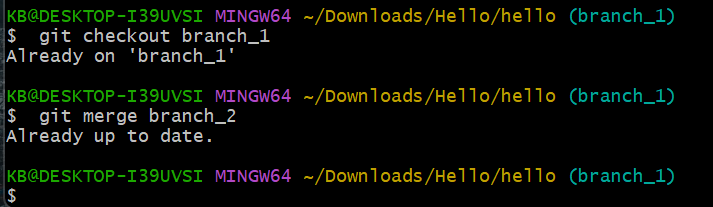 KB@DESKTOP-I39UVSI MINGW64 ~/Downloads/Hello/hello (branch_1)
$  git checkout branch_1
Already on 'branch_1'
KB@DESKTOP-I39UVSI MINGW64 ~/Downloads/Hello/hello (branch_1)
$  git merge branch_2
Already up to date.
KB@DESKTOP-I39UVSI MINGW64 ~/Downloads/Hello/hello (branch_1)
$